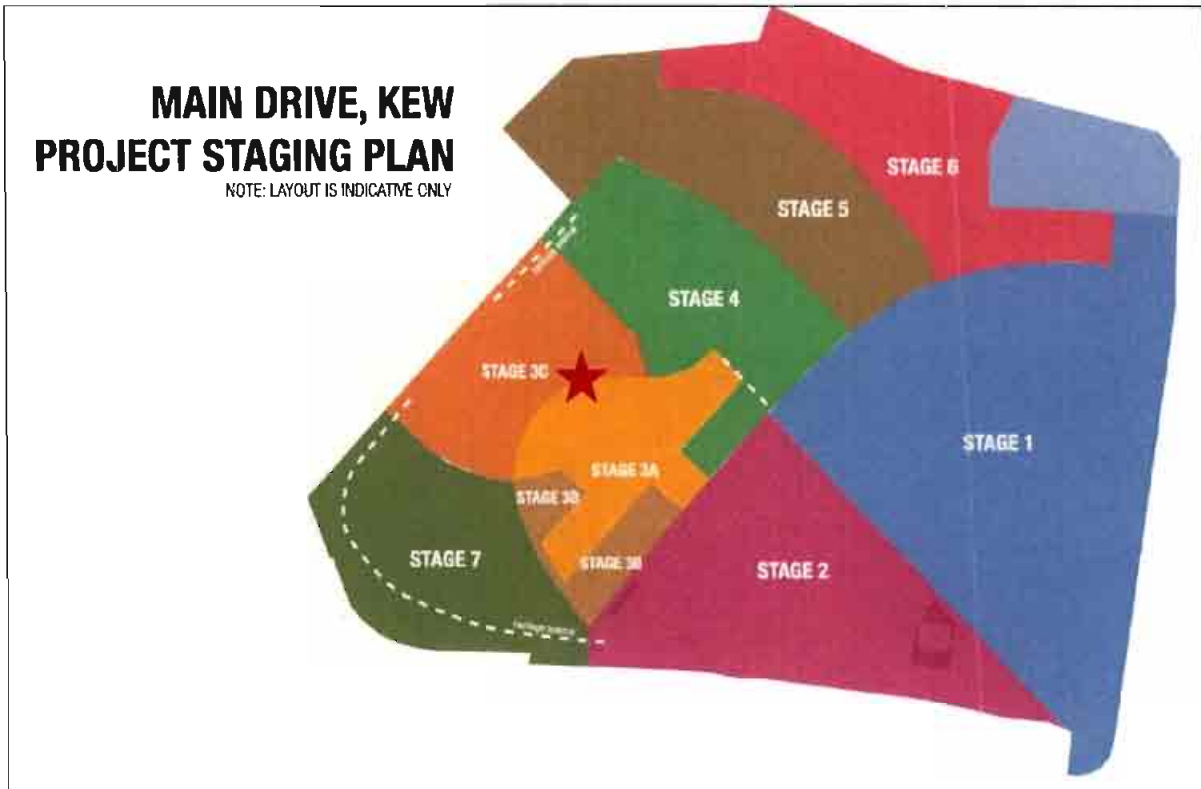 MAIN DRIVE, KEW
PROJECT STAGING PLAN
NOTE: LAYOUT IS INDICATIVE ONLY
STAGE 6
STAGE 5
STAGE 4
STAGE 3C
STAGE 1
STAGE 3A
STAGE 3B
STAGE 7
STAGE 3B
STAGE 2